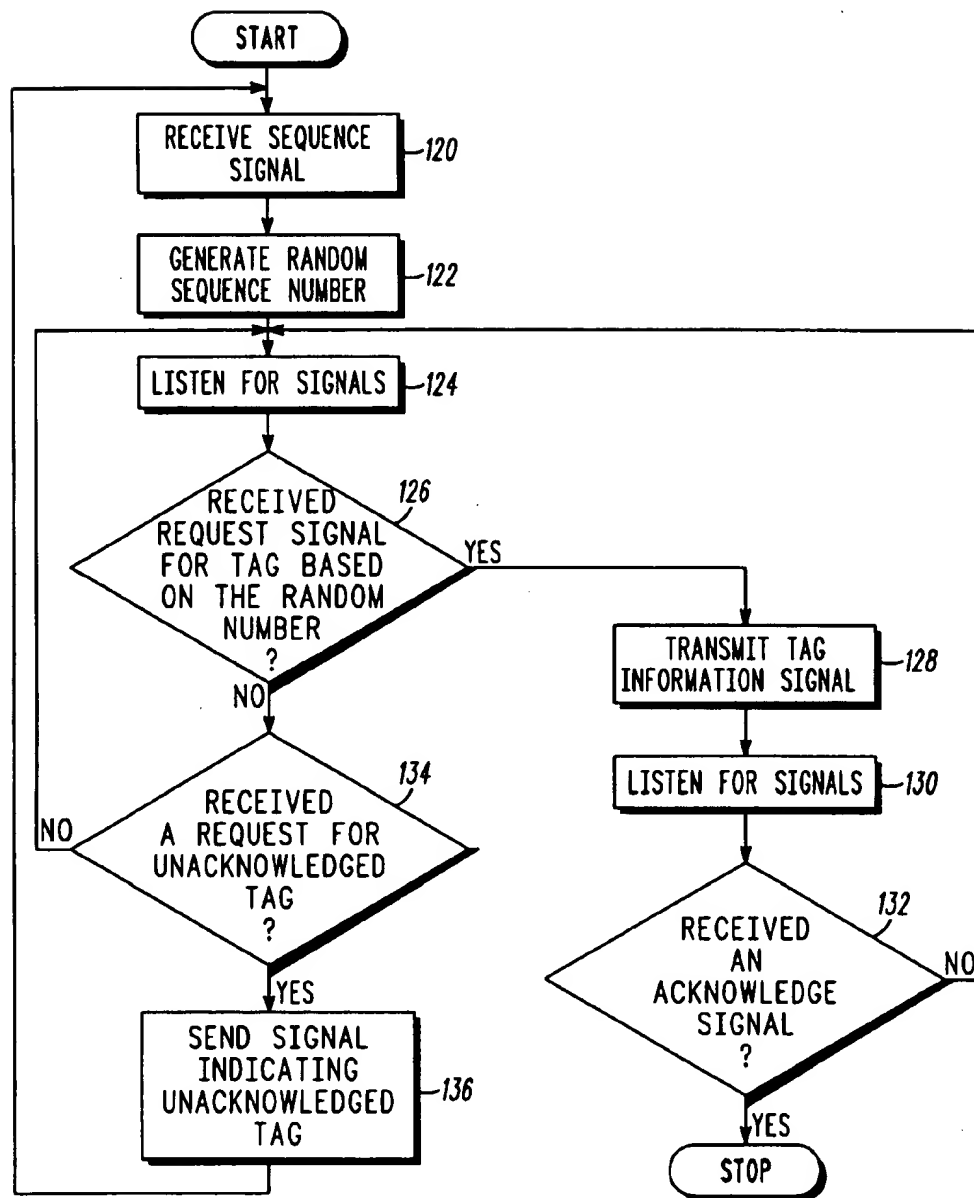 START
RECEIVE SEQUENCE
SIGNAL
120
GENERATE RANDOM
SEQUENCE NUMBER
122
LISTEN FOR SIGNALS
124
RECEIVED
REQUEST SIGNAL
FOR TAG BASED
ON THE RANDOM
NUMBER
?
126
YES
NO
TRANSMIT TAG
INFORMATION SIGNAL
128
LISTEN FOR SIGNALS
130
RECEIVED
A REQUEST FOR
UNACKNOWLEDGED
TAG
?
134
NO
YES
RECEIVED
AN
ACKNOWLEDGE
SIGNAL
?
132
NO
YES
SEND SIGNAL
INDICATING
UNACKNOWLEDGED
TAG
136
STOP